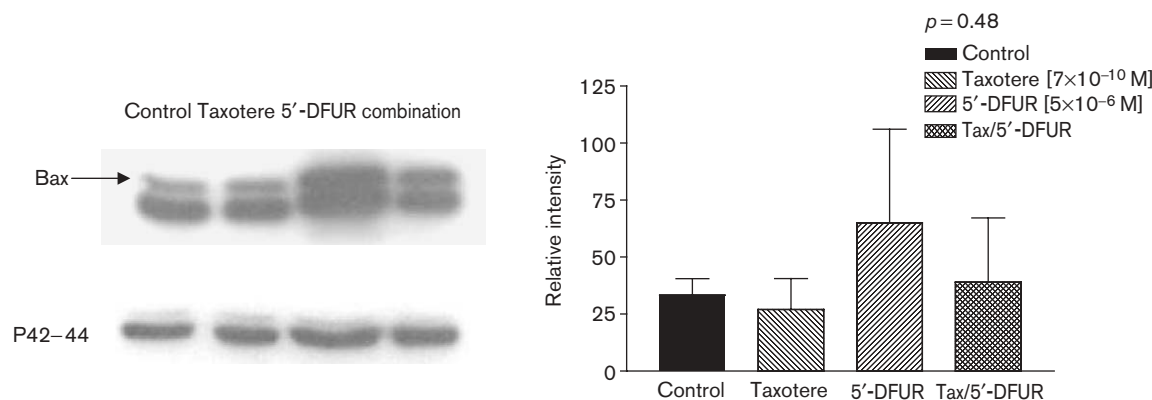 Control Taxotere 5′-DFUR combination
Bax
P42–44
p = 0.48
Control
Taxotere [7×10⁻¹⁰ M]
5′-DFUR [5×10⁻⁶ M]
Tax/5′-DFUR
Relative intensity
125
100
75
50
25
0
Control Taxotere 5′-DFUR Tax/5′-DFUR